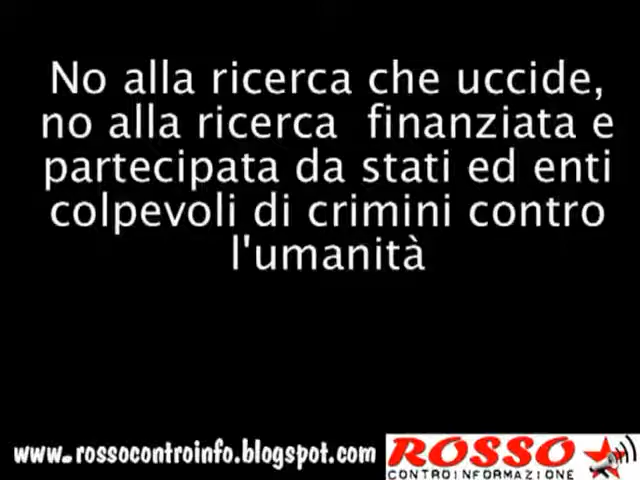 No alla ricerca che uccide,
no alla ricerca finanziata e
partecipata da stati ed enti
colpevoli di crimini contro
l'umanità
www.rossocontroinfo.blogspot.com
ROSSO
CONTROINFORMAZIONE